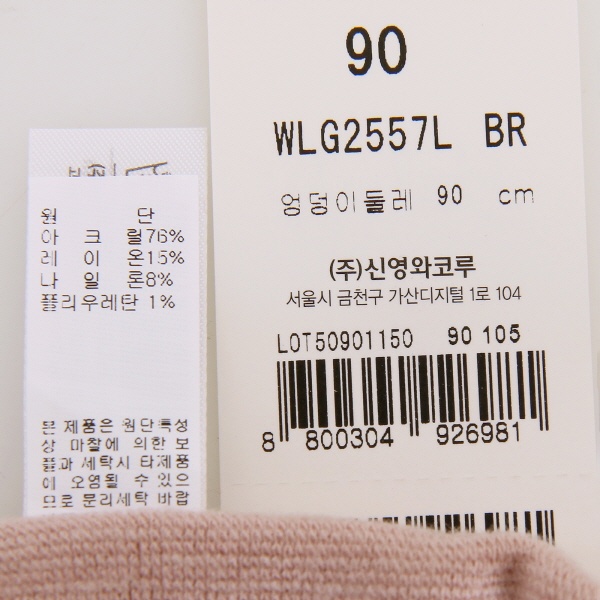 90
WLG2557L BR
엉덩이둘레 90 cm
(주)신영와코루
서울시 금천구 가산디지털 1로 104
LOT50901150 90 105
8 800304 926981
원 단
아 크 릴76%
레 이 온15%
나 일 론8%
폴리우레탄 1%
본 제품은 원단특성
상 마찰에 의한 보
풀과 세탁시 타제품
에 오염될 수 있으
므로 분리세탁 바랍